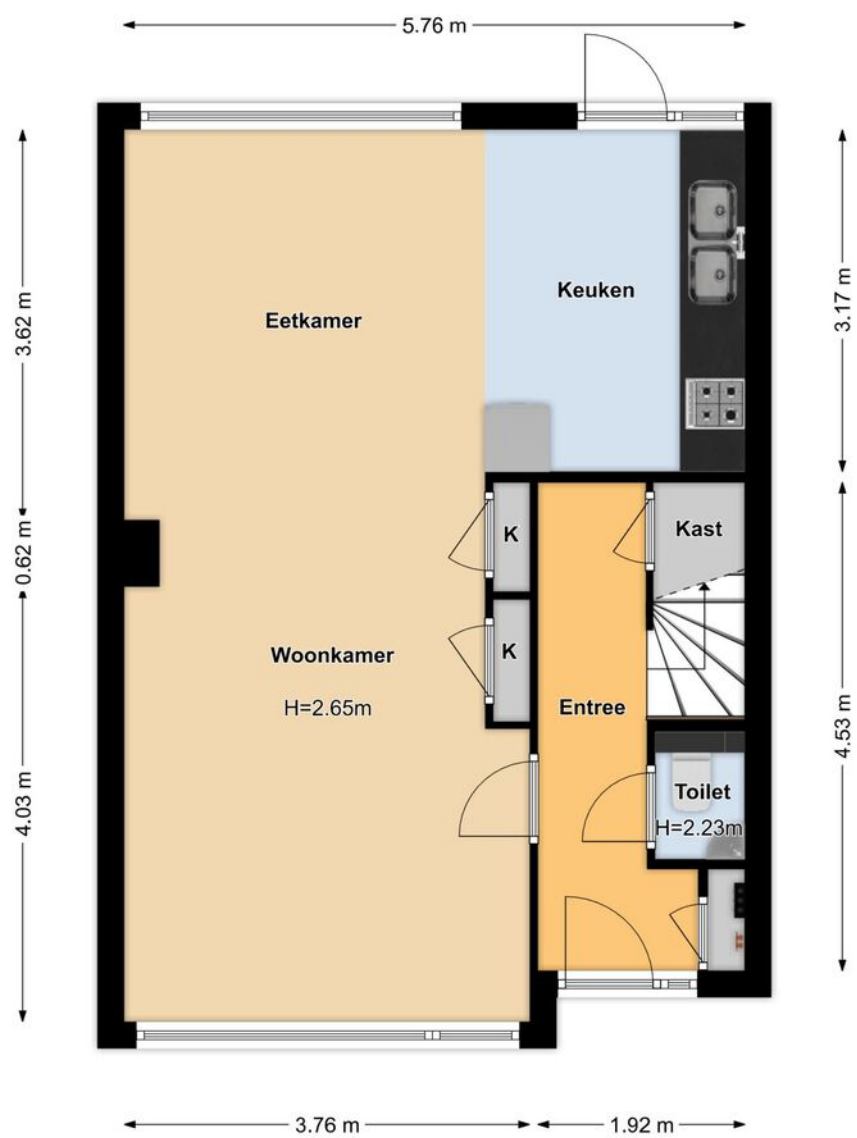 5.76 m
3.62 m
0.62 m
4.03 m
3.17 m
4.53 m
Eetkamer
Keuken
K
Kast
K
Woonkamer
H=2.65m
Entree
Toilet
H=2.23m
3.76 m
1.92 m